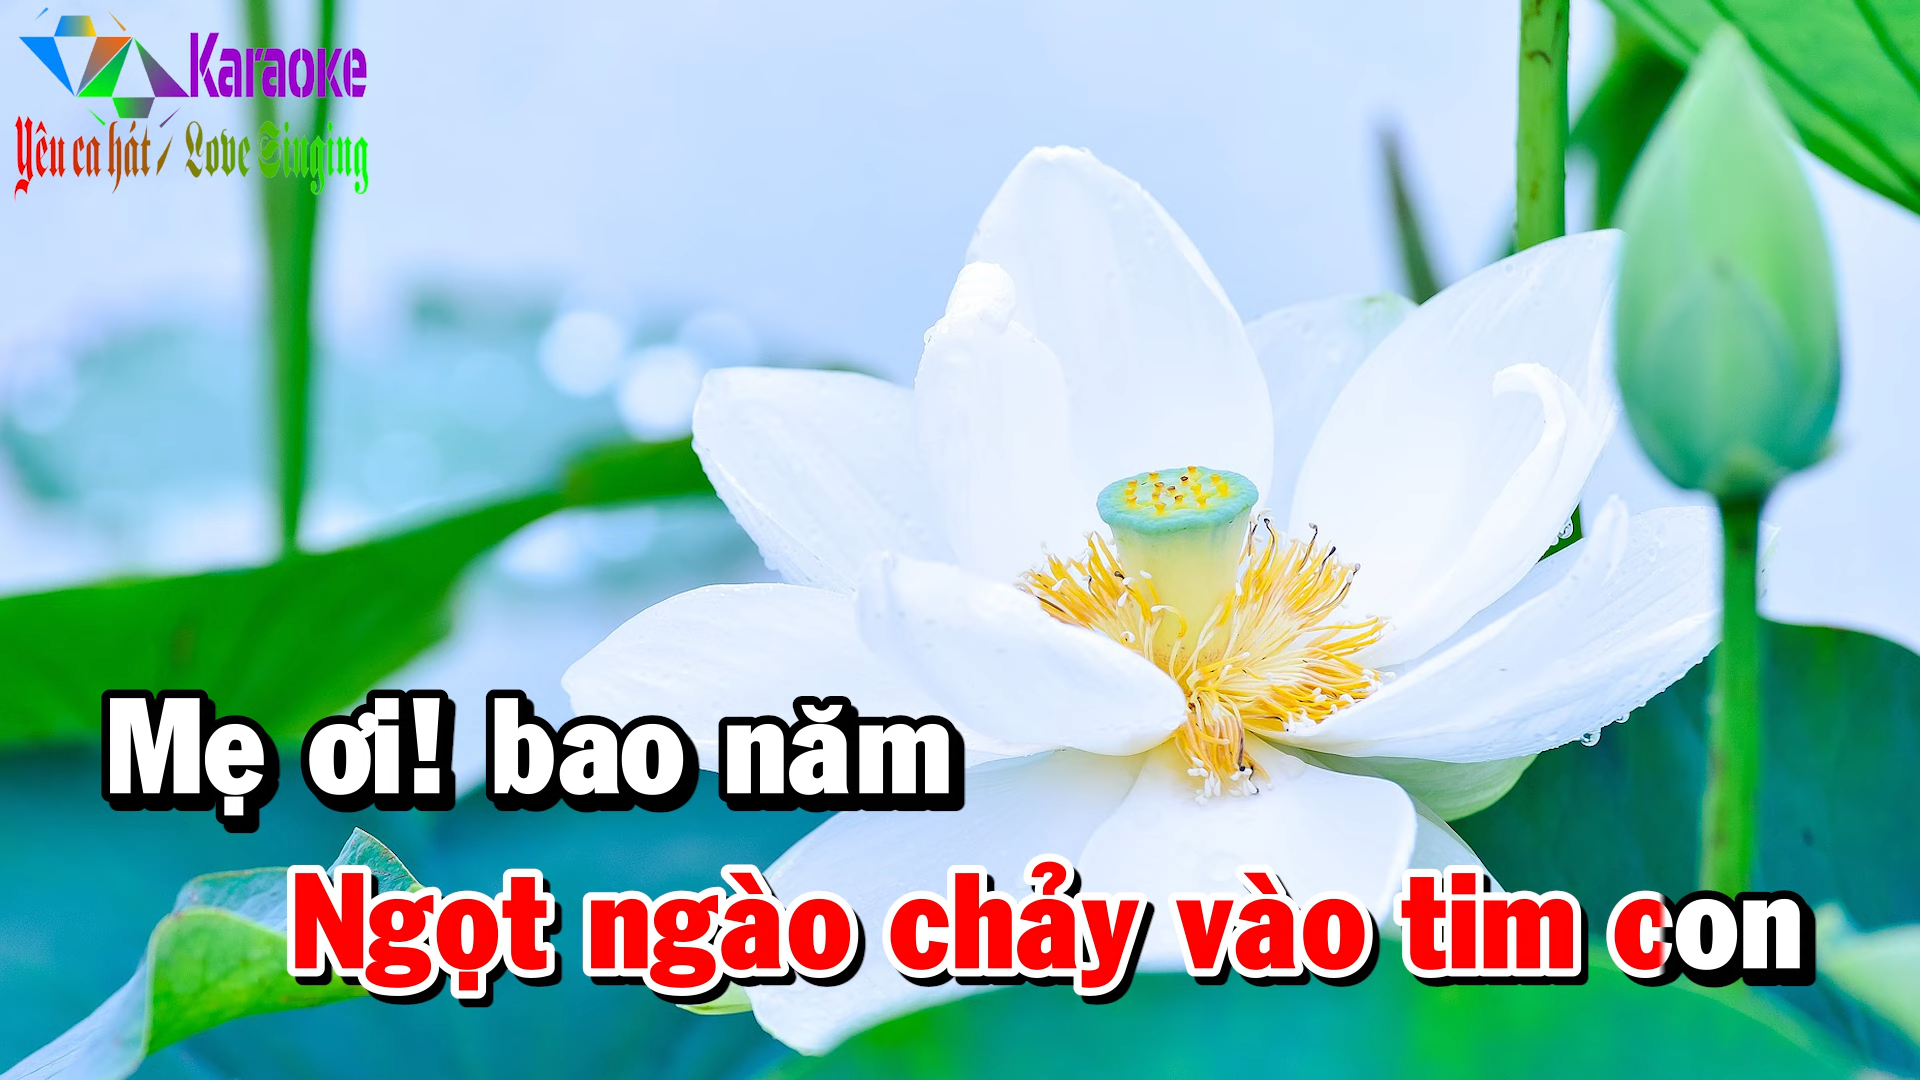 Karaoke
Yêu ca hát / Love Singing
Mẹ ơi! bao năm
Ngọt ngào chảy vào tim con